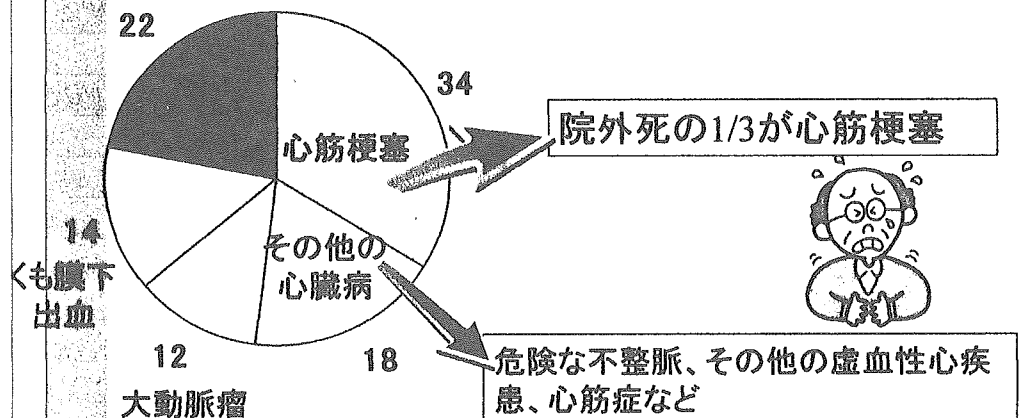 22
34
心筋梗塞
院外死の1/3が心筋梗塞
14
くも膜下
出血
その他の
心臓病
12
18
大動脈瘤
危険な不整脈、その他の虚血性心疾
患、心筋症など